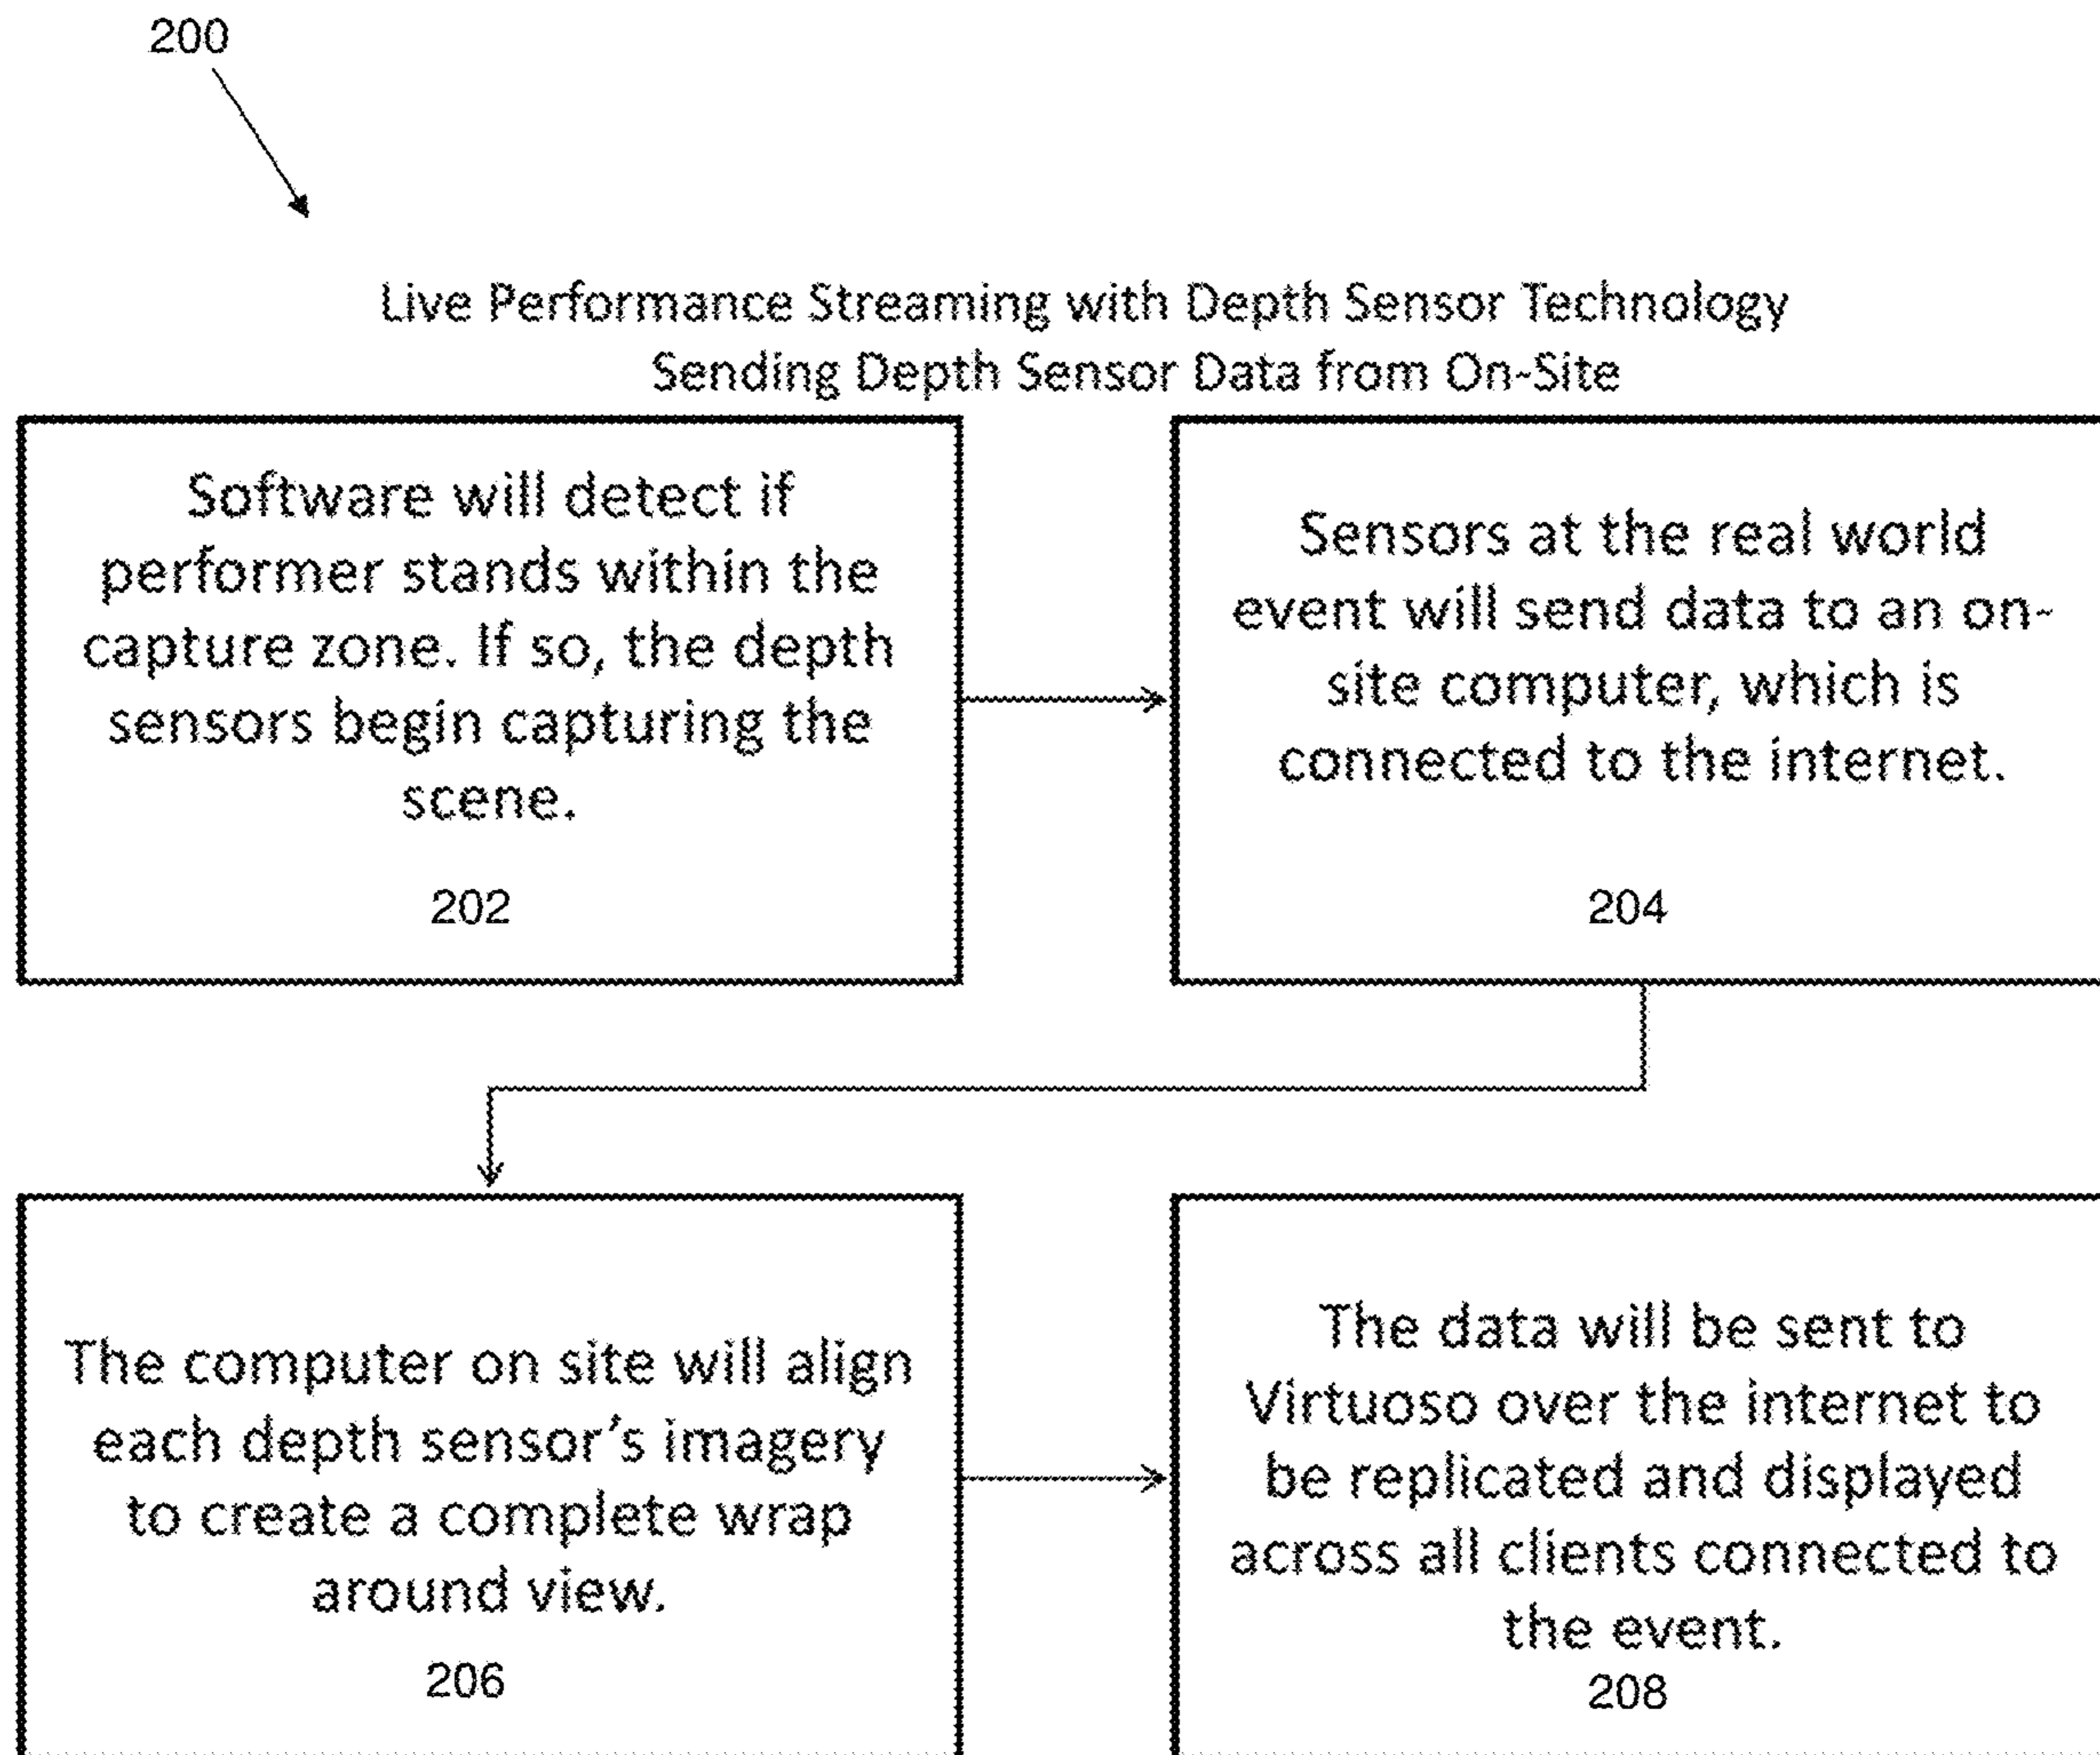 200
Live Performance Streaming with Depth Sensor Technology
Sending Depth Sensor Data from On-Site
Software will detect if
performer stands within the
capture zone. If so, the depth
sensors begin capturing the
scene.
202
Sensors at the real world
event will send data to an on-
site computer, which is
connected to the internet.
204
The computer on site will align
each depth sensor's imagery
to create a complete wrap
around view.
206
The data will be sent to
Virtuoso over the internet to
be replicated and displayed
across all clients connected to
the event.
208